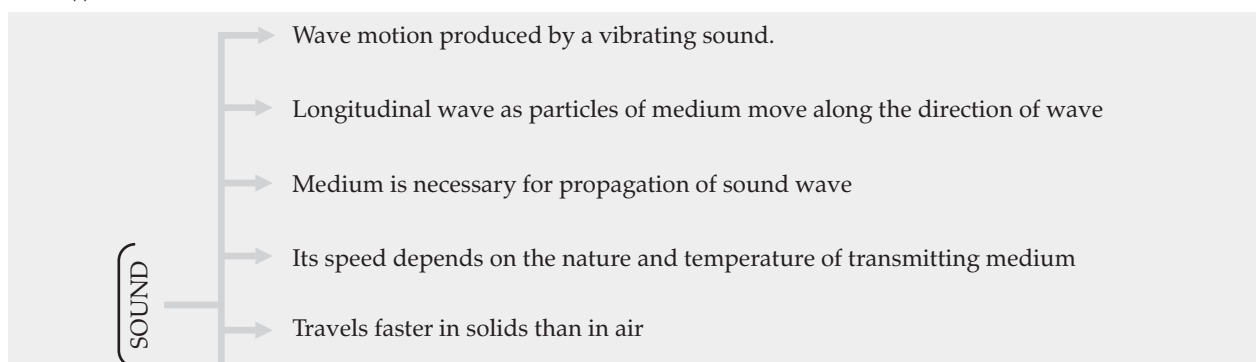 Wave motion produced by a vibrating sound.
Longitudinal wave as particles of medium move along the direction of wave
Medium is necessary for propagation of sound wave
Its speed depends on the nature and temperature of transmitting medium
SOUND
Travels faster in solids than in air